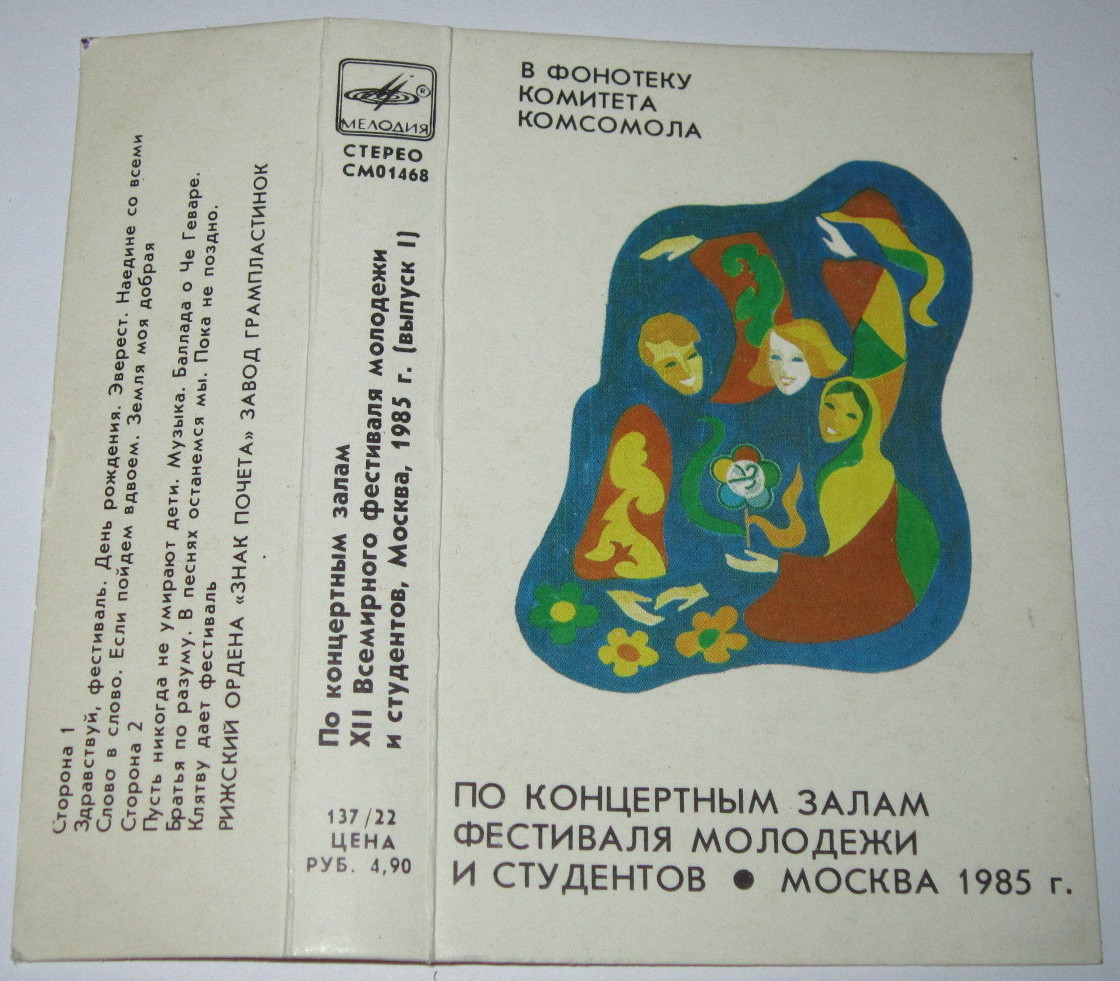 Сторона 1
Здравствуй, фестиваль. День рождения. Эверест. Наедине со всеми
Слово в слово. Если пойдем вдвоем. Земля моя добрая
Сторона 2
Пусть никогда не умирают дети. Музыка. Баллада о Че Геваре.
Братья по разуму. В песнях останемся мы. Пока не поздно.
Клятву дает фестиваль
РИЖСКИЙ ОРДЕНА «ЗНАК ПОЧЕТА» ЗАВОД ГРАМПЛАСТИНОК
®
МЕЛОДИЯ
СТЕРЕО
СМ01468
По концертным залам
XII Всемирного фестиваля молодежи
и студентов, Москва, 1985 г. (выпуск I)
137/22
ЦЕНА
РУБ. 4,90
В ФОНОТЕКУ
КОМИТЕТА
КОМСОМОЛА
ПО КОНЦЕРТНЫМ ЗАЛАМ
ФЕСТИВАЛЯ МОЛОДЕЖИ
И СТУДЕНТОВ ● МОСКВА 1985 г.